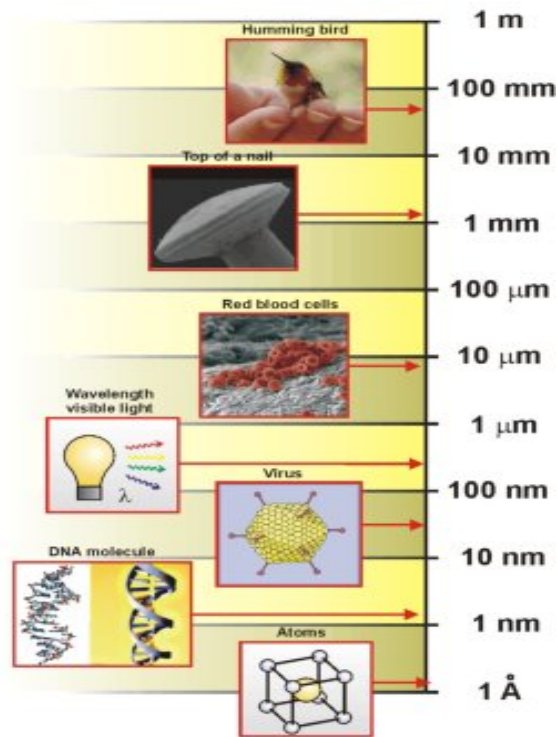 Humming bird
1 m
100 mm
Top of a nail
10 mm
1 mm
100 μm
Red blood cells
10 μm
Wavelength
visible light
1 μm
λ
Virus
100 nm
DNA molecule
10 nm
1 nm
Atoms
1 Å